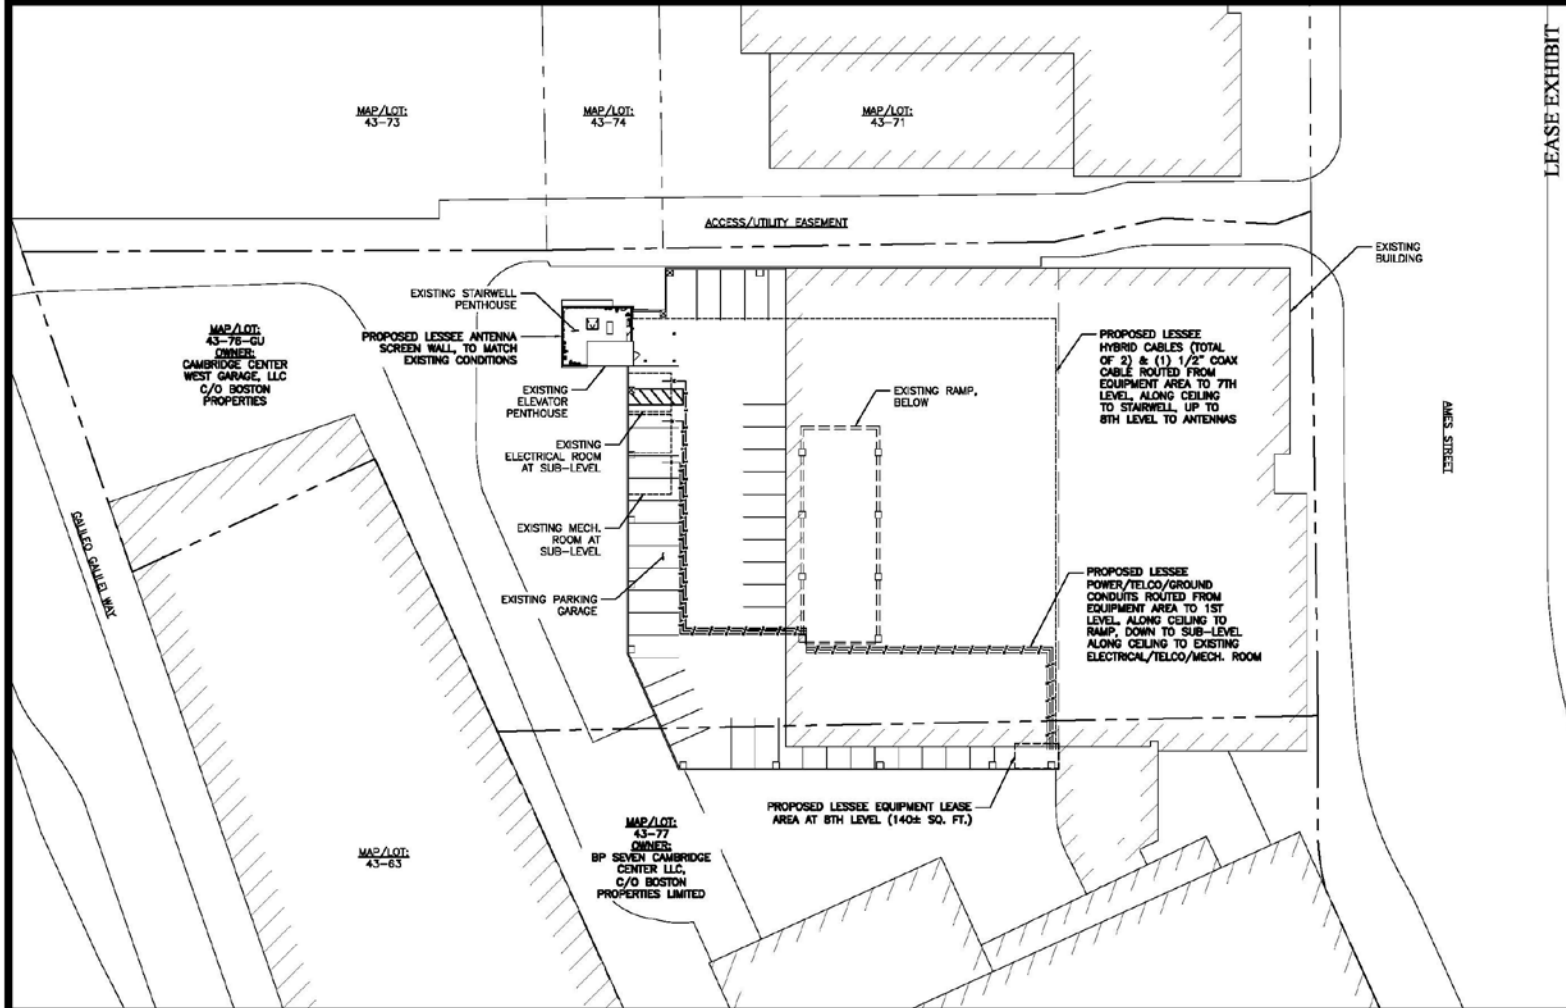 LEASE EXHIBIT
MAP/LOT:
43-73
MAP/LOT:
43-74
MAP/LOT:
43-71
ACCESS/UTILITY EASEMENT
EXISTING
BUILDING
EXISTING STAIRWELL
PENTHOUSE
PROPOSED LESSEE ANTENNA
SCREEN WALL, TO MATCH
EXISTING CONDITIONS
MAP/LOT:
43-76-GU
OWNER:
CAMBRIDGE CENTER
WEST GARAGE, LLC
C/O BOSTON
PROPERTIES
EXISTING
ELEVATOR
PENTHOUSE
EXISTING RAMP,
BELOW
PROPOSED LESSEE
HYBRID CABLES (TOTAL
OF 2) & (1) 1/2" COAX
CABLE ROUTED FROM
EQUIPMENT AREA TO 7TH
LEVEL, ALONG CEILING
TO STAIRWELL, UP TO
8TH LEVEL TO ANTENNAS
AMES STREET
EXISTING
ELECTRICAL ROOM
AT SUB-LEVEL
EXISTING MECH.
ROOM AT
SUB-LEVEL
GALILEO GALILEI WAY
EXISTING PARKING
GARAGE
PROPOSED LESSEE
POWER/TELCO/GROUND
CONDUITS ROUTED FROM
EQUIPMENT AREA TO 1ST
LEVEL, ALONG CEILING TO
RAMP, DOWN TO SUB-LEVEL
ALONG CEILING TO EXISTING
ELECTRICAL/TELCO/MECH. ROOM
PROPOSED LESSEE EQUIPMENT LEASE
AREA AT 8TH LEVEL (140± SQ. FT.)
MAP/LOT:
43-77
OWNER:
BP SEVEN CAMBRIDGE
CENTER LLC,
C/O BOSTON
PROPERTIES LIMITED
MAP/LOT:
43-63